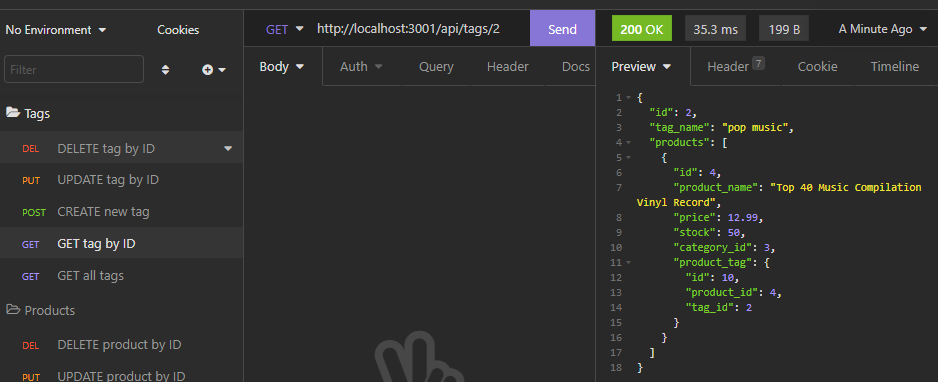 No Environment Cookies
GET http://localhost:3001/api/tags/2 Send
200 OK 35.3 ms 199 B A Minute Ago
Filter
Body Auth Query Header Docs
Preview Header 7 Cookie Timeline
Tags
DEL DELETE tag by ID
PUT UPDATE tag by ID
POST CREATE new tag
GET GET tag by ID
GET GET all tags
Products
DEL DELETE product by ID
PUT UPDATE product by ID
1 {
2 "id": 2,
3 "tag_name": "pop music",
4 "products": [
5 {
6 "id": 4,
7 "product_name": "Top 40 Music Compilation
Vinyl Record",
8 "price": 12.99,
9 "stock": 50,
10 "category_id": 3,
11 "product_tag": {
12 "id": 10,
13 "product_id": 4,
14 "tag_id": 2
15 }
16 }
17 ]
18 }